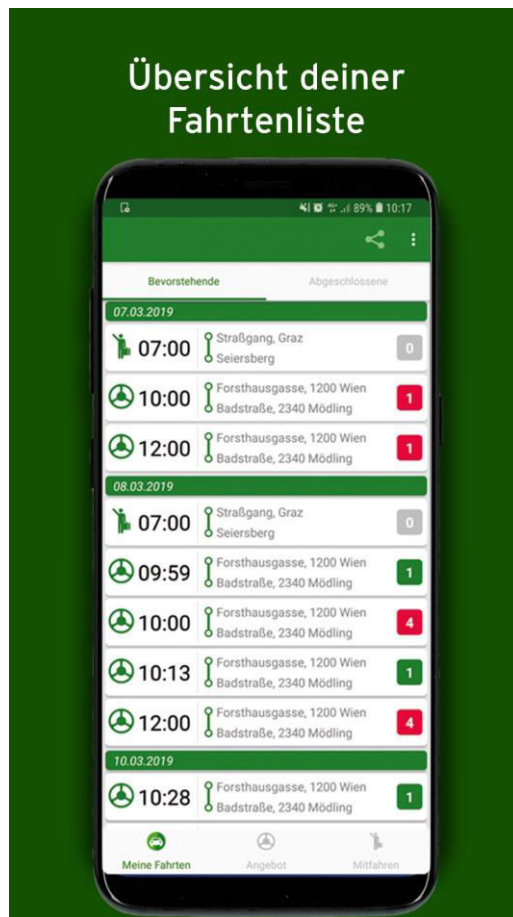 Übersicht deiner
Fahrtenliste
89% 10:17
Bevorstehende Abgeschlossene
07.03.2019
07:00 Straßgang, Graz 0
Seiersberg
10:00 Forsthausgasse, 1200 Wien 1
Badstraße, 2340 Mödling
12:00 Forsthausgasse, 1200 Wien 1
Badstraße, 2340 Mödling
08.03.2019
07:00 Straßgang, Graz 0
Seiersberg
09:59 Forsthausgasse, 1200 Wien 1
Badstraße, 2340 Mödling
10:00 Forsthausgasse, 1200 Wien 4
Badstraße, 2340 Mödling
10:13 Forsthausgasse, 1200 Wien 1
Badstraße, 2340 Mödling
12:00 Forsthausgasse, 1200 Wien 4
Badstraße, 2340 Mödling
10.03.2019
10:28 Forsthausgasse, 1200 Wien 1
Badstraße, 2340 Mödling
Meine Fahrten Angebot Mitfahren